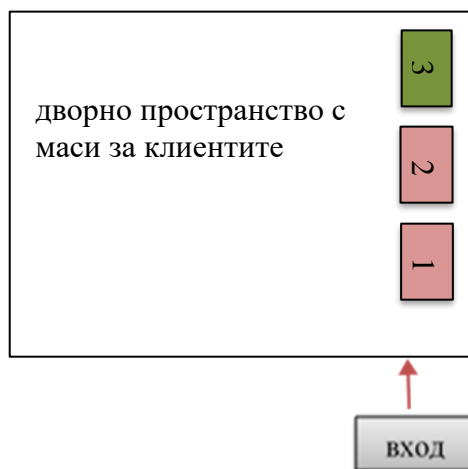 3
дворно пространство с
маси за клиентите
2
1
вход